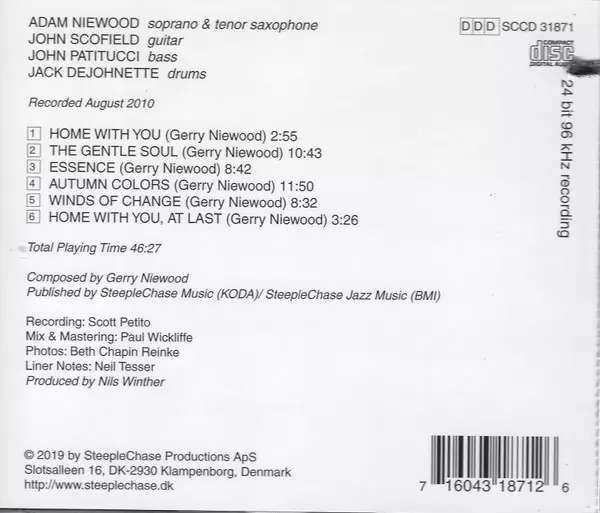 ADAM NIEWOOD soprano & tenor saxophone
JOHN SCOFIELD guitar
JOHN PATITUCCI bass
JACK DEJOHNETTE drums
DDD SCCD 31871
COMPACT
disc
DIGITAL AUDIO
24 bit 96 kHz recording
Recorded August 2010
1 HOME WITH YOU (Gerry Niewood) 2:55
2 THE GENTLE SOUL (Gerry Niewood) 10:43
3 ESSENCE (Gerry Niewood) 8:42
4 AUTUMN COLORS (Gerry Niewood) 11:50
5 WINDS OF CHANGE (Gerry Niewood) 8:32
6 HOME WITH YOU, AT LAST (Gerry Niewood) 3:26
Total Playing Time 46:27
Composed by Gerry Niewood
Published by SteepleChase Music (KODA)/ SteepleChase Jazz Music (BMI)
Recording: Scott Petito
Mix & Mastering: Paul Wickliffe
Photos: Beth Chapin Reinke
Liner Notes: Neil Tesser
Produced by Nils Winther
© 2019 by SteepleChase Productions ApS
Slotsalleen 16, DK-2930 Klampenborg, Denmark
http://www.steeplechase.dk
7 16043 18712 6